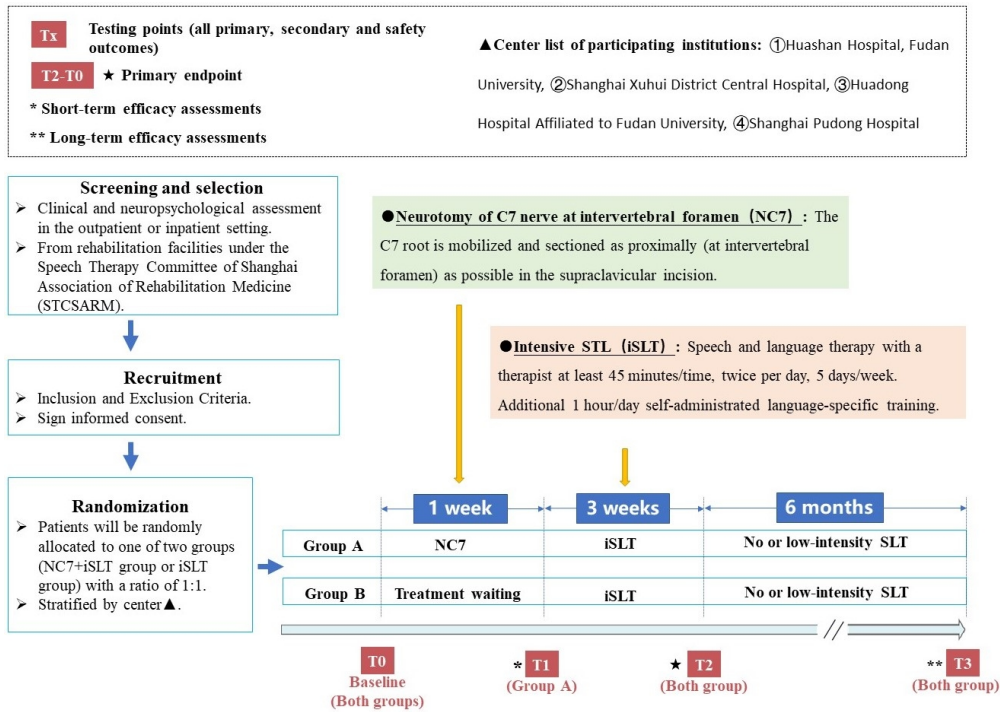 Tx Testing points (all primary, secondary and safety
outcomes)
T2-T0 ★ Primary endpoint
* Short-term efficacy assessments
** Long-term efficacy assessments
▲Center list of participating institutions: ①Huashan Hospital, Fudan
University, ②Shanghai Xuhui District Central Hospital, ③Huadong
Hospital Affiliated to Fudan University, ④Shanghai Pudong Hospital
Screening and selection
➢ Clinical and neuropsychological assessment
in the outpatient or inpatient setting.
➢ From rehabilitation facilities under the
Speech Therapy Committee of Shanghai
Association of Rehabilitation Medicine
(STCSARM).
●Neurotomy of C7 nerve at intervertebral foramen（NC7）: The
C7 root is mobilized and sectioned as proximally (at intervertebral
foramen) as possible in the supraclavicular incision.
●Intensive STL（iSLT）: Speech and language therapy with a
therapist at least 45 minutes/time, twice per day, 5 days/week.
Additional 1 hour/day self-administrated language-specific training.
Recruitment
➢ Inclusion and Exclusion Criteria.
➢ Sign informed consent.
Randomization
➢ Patients will be randomly
allocated to one of two groups
(NC7+iSLT group or iSLT
group) with a ratio of 1:1.
➢ Stratified by center▲.
1 week 3 weeks 6 months
Group A NC7 iSLT No or low-intensity SLT
Group B Treatment waiting iSLT No or low-intensity SLT
T0 * T1 ★ T2 ** T3
Baseline (Group A) (Both group) (Both group)
(Both groups)